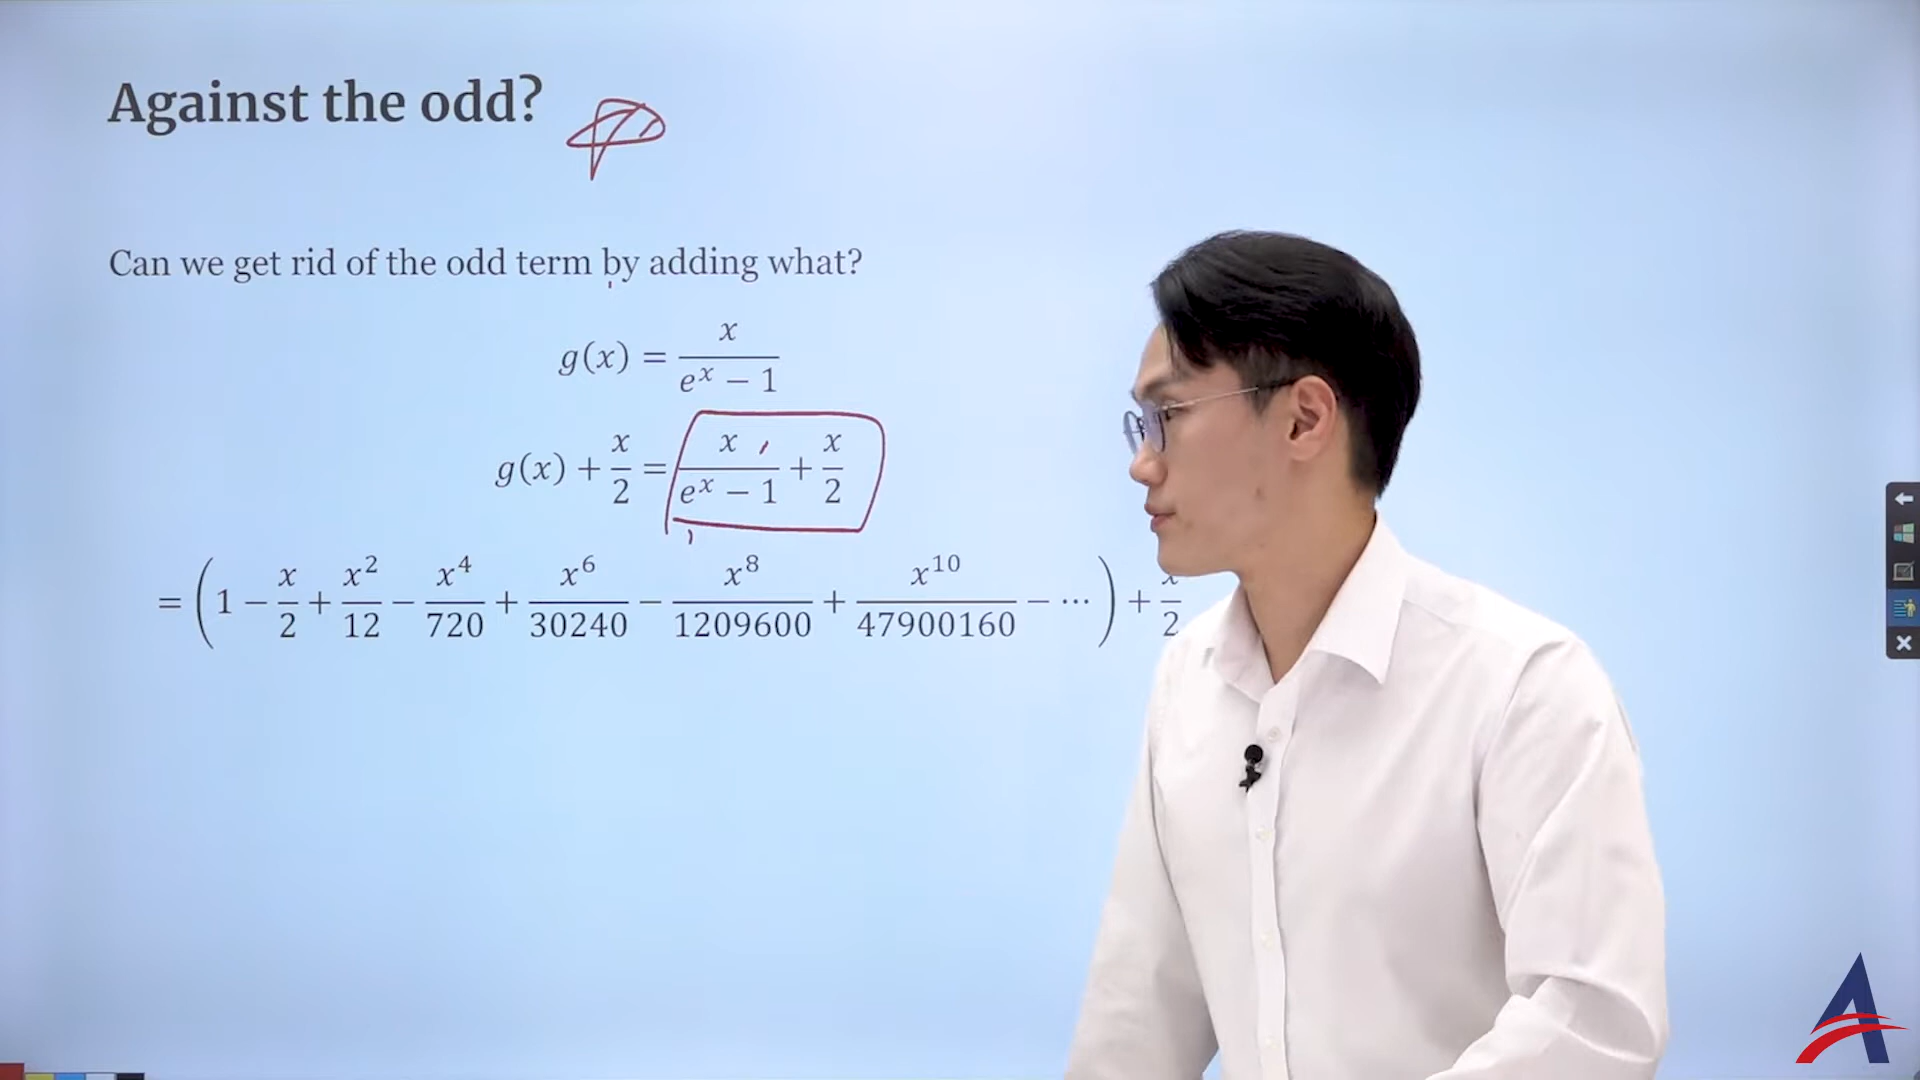 Against the odd?
Can we get rid of the odd term by adding what?
g(x) = x / (e^x − 1)
g(x) + x/2 = x / (e^x − 1) + x/2
= (1 − x/2 + x^2/12 − x^4/720 + x^6/30240 − x^8/1209600 + x^10/47900160 − ⋯) + x/2